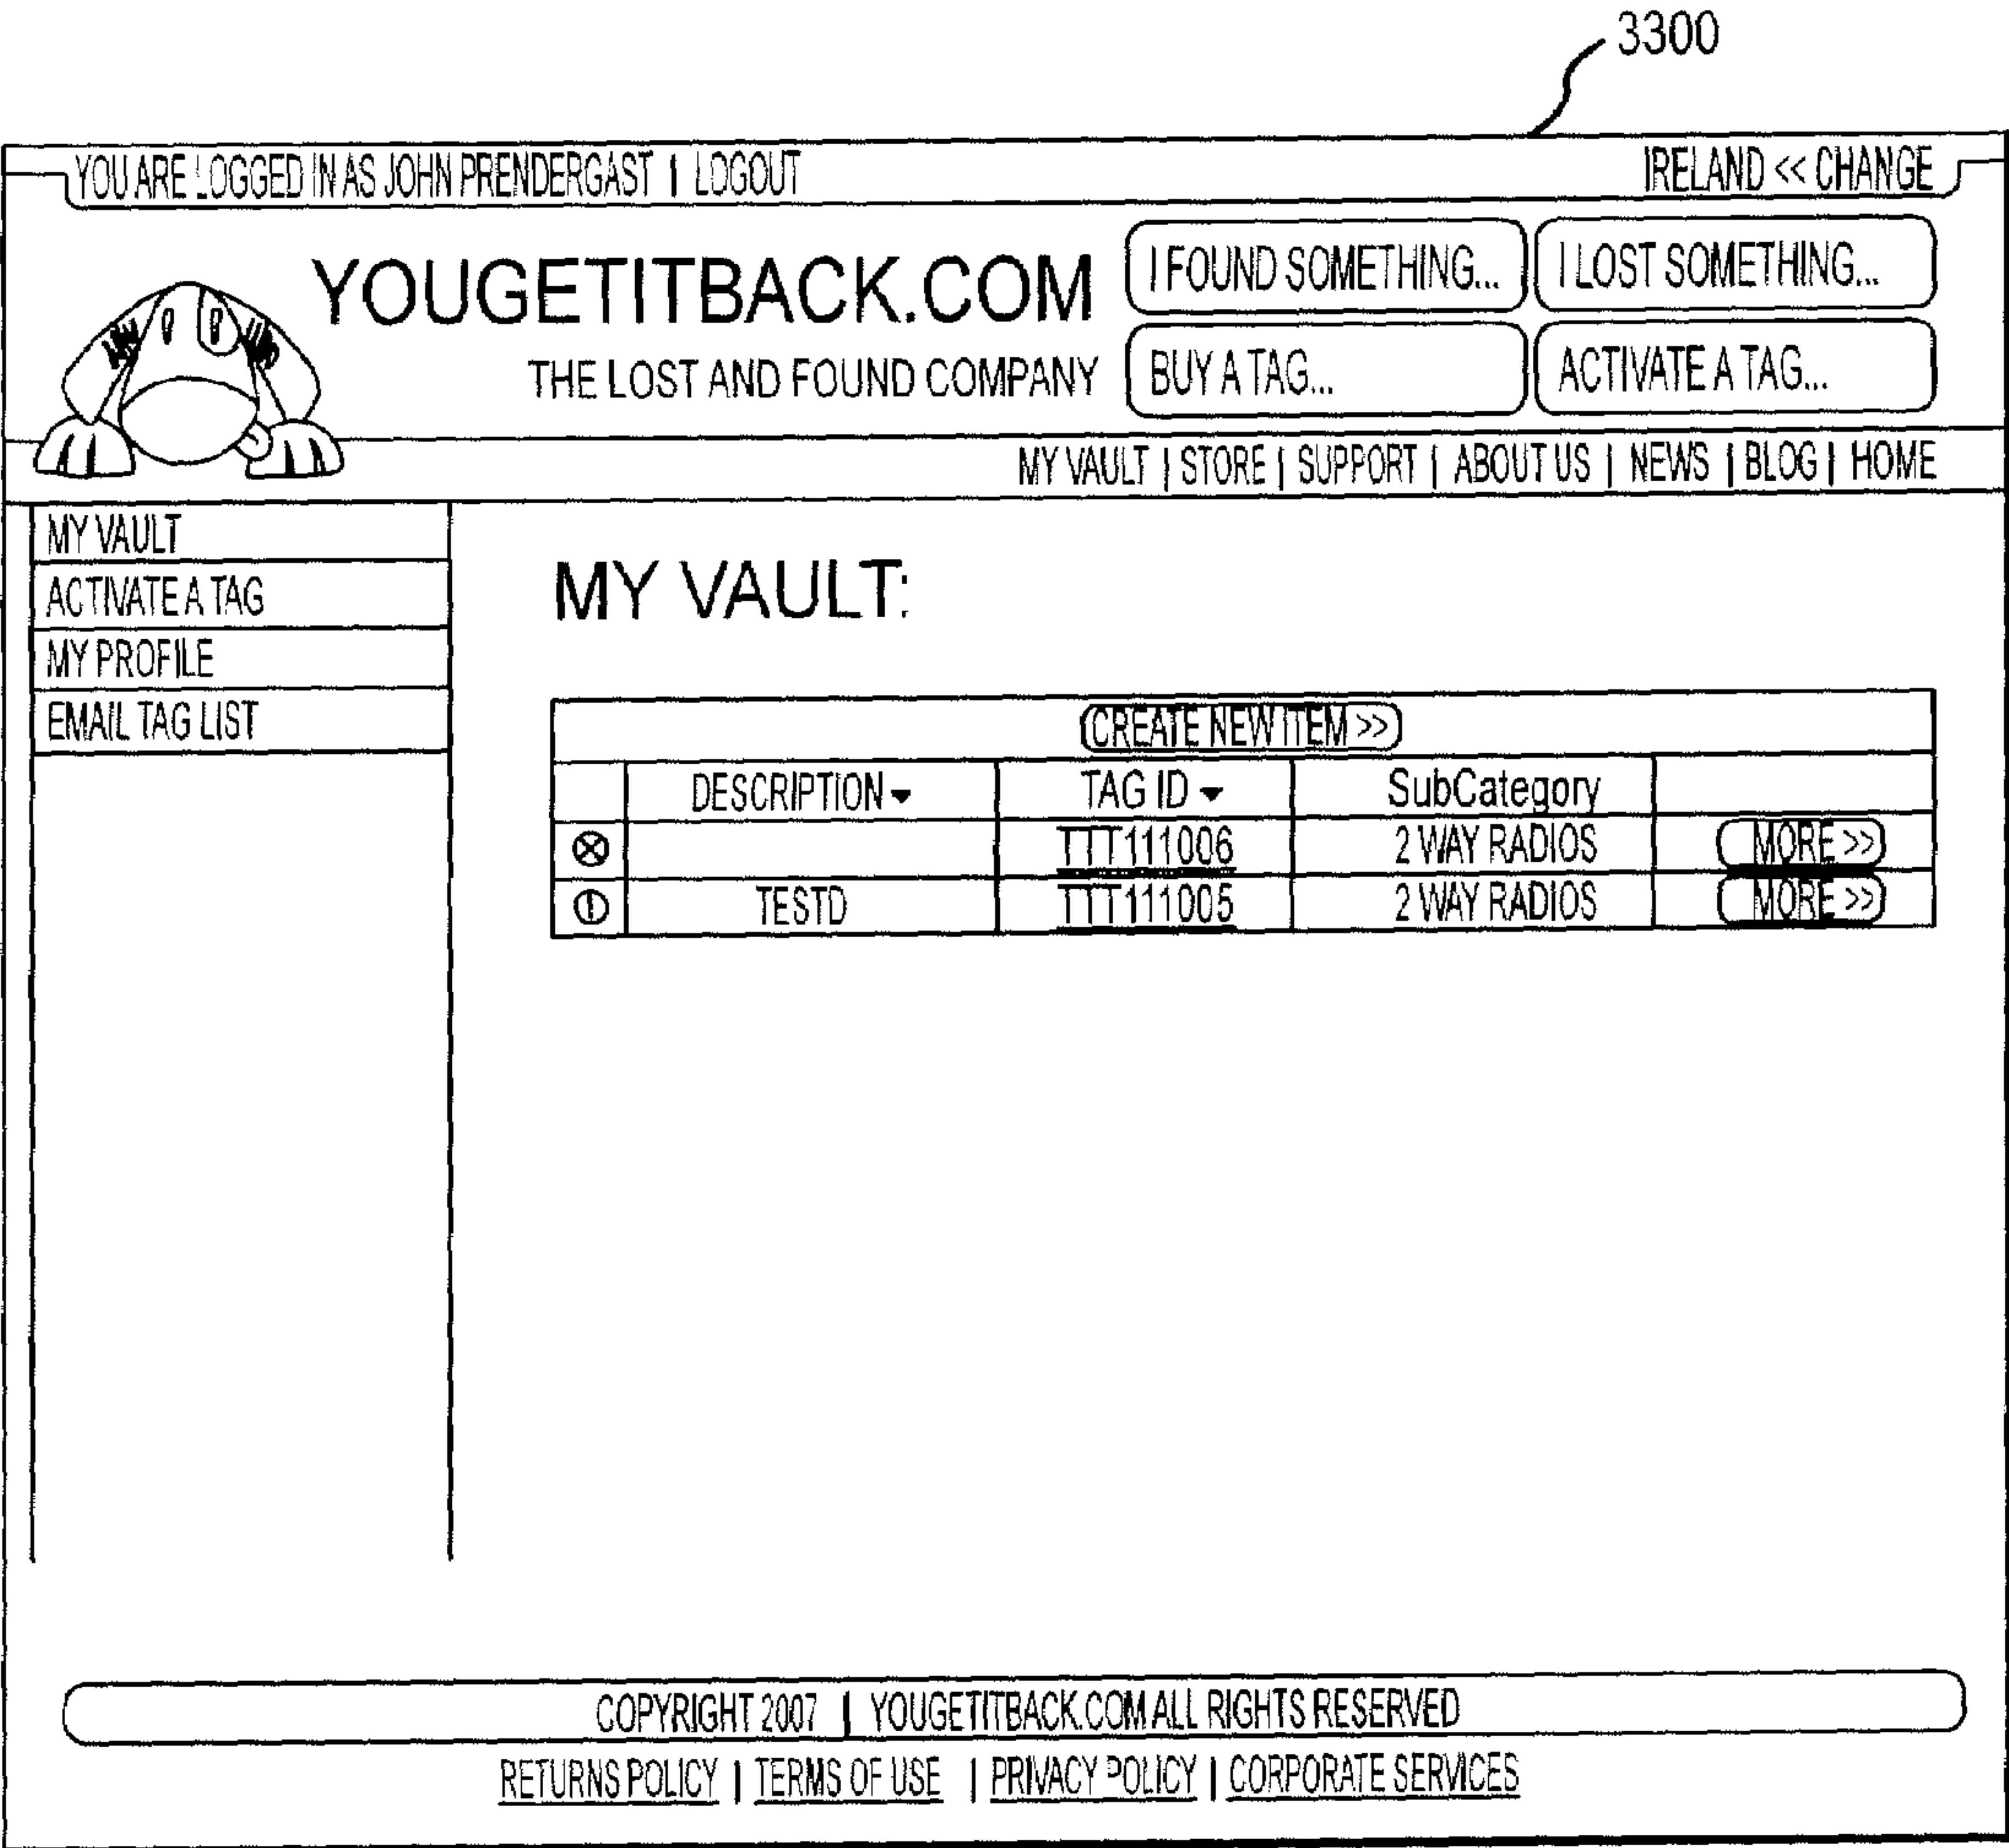 3300
YOU ARE LOGGED IN AS JOHN PRENDERGAST | LOGOUT IRELAND << CHANGE
YOUGETITBACK.COM
THE LOST AND FOUND COMPANY
I FOUND SOMETHING... I LOST SOMETHING...
BUY A TAG... ACTIVATE A TAG...
MY VAULT | STORE | SUPPORT | ABOUT US | NEWS | BLOG | HOME
MY VAULT
ACTIVATE A TAG
MY PROFILE
EMAIL TAG LIST
MY VAULT:
CREATE NEW ITEM >>
DESCRIPTION TAG ID SubCategory
TTT111006 2 WAY RADIOS MORE >>
TESTD TTT111005 2 WAY RADIOS MORE >>
COPYRIGHT 2007 | YOUGETITBACK.COM ALL RIGHTS RESERVED
RETURNS POLICY | TERMS OF USE | PRIVACY POLICY | CORPORATE SERVICES